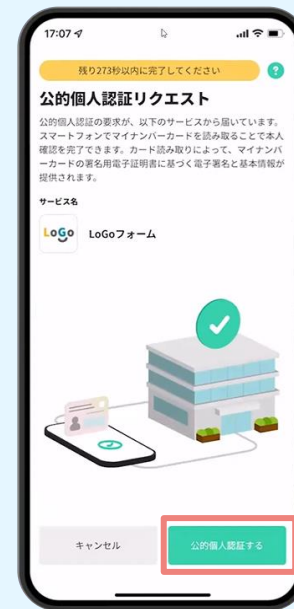 17:07
残り273秒以内に完了してください
?
公的個人認証リクエスト
公的個人認証の要求が、以下のサービスから届いています。
スマートフォンでマイナンバーカードを読み取ることで本人
確認を完了できます。カード読み取りによって、マイナンバ
ーカードの署名用電子証明書に基づく電子署名と基本情報が
提供されます。
サービス名
LoGo LoGoフォーム
キャンセル 公的個人認証する